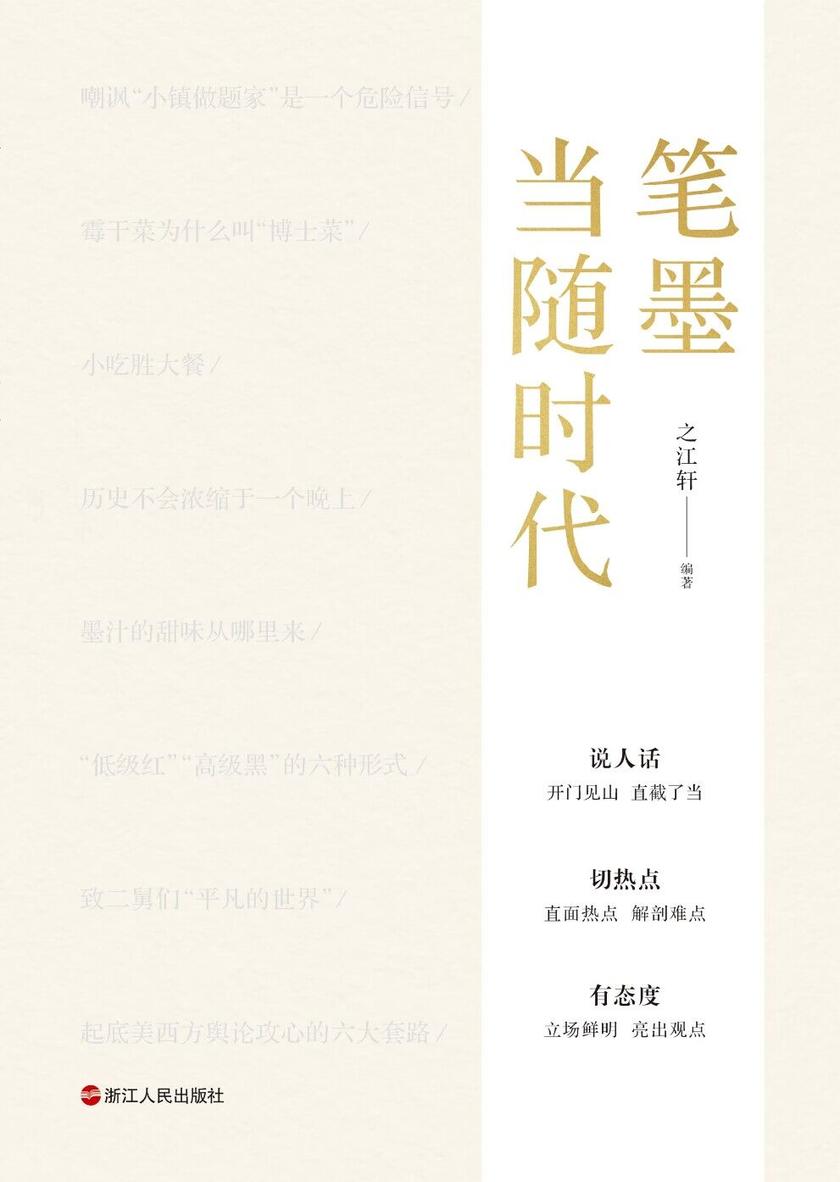 笔墨
当随时代
之江轩——编著
嘲讽“小镇做题家”是一个危险信号/
霉干菜为什么叫“博士菜”/
小吃胜大餐/
历史不会浓缩于一个晚上/
墨汁的甜味从哪里来/
“低级红”“高级黑”的六种形式/
致二舅们“平凡的世界”/
起底美西方舆论攻心的六大套路/
说人话
开门见山 直截了当
切热点
直面热点 解剖难点
有态度
立场鲜明 亮出观点
浙江人民出版社